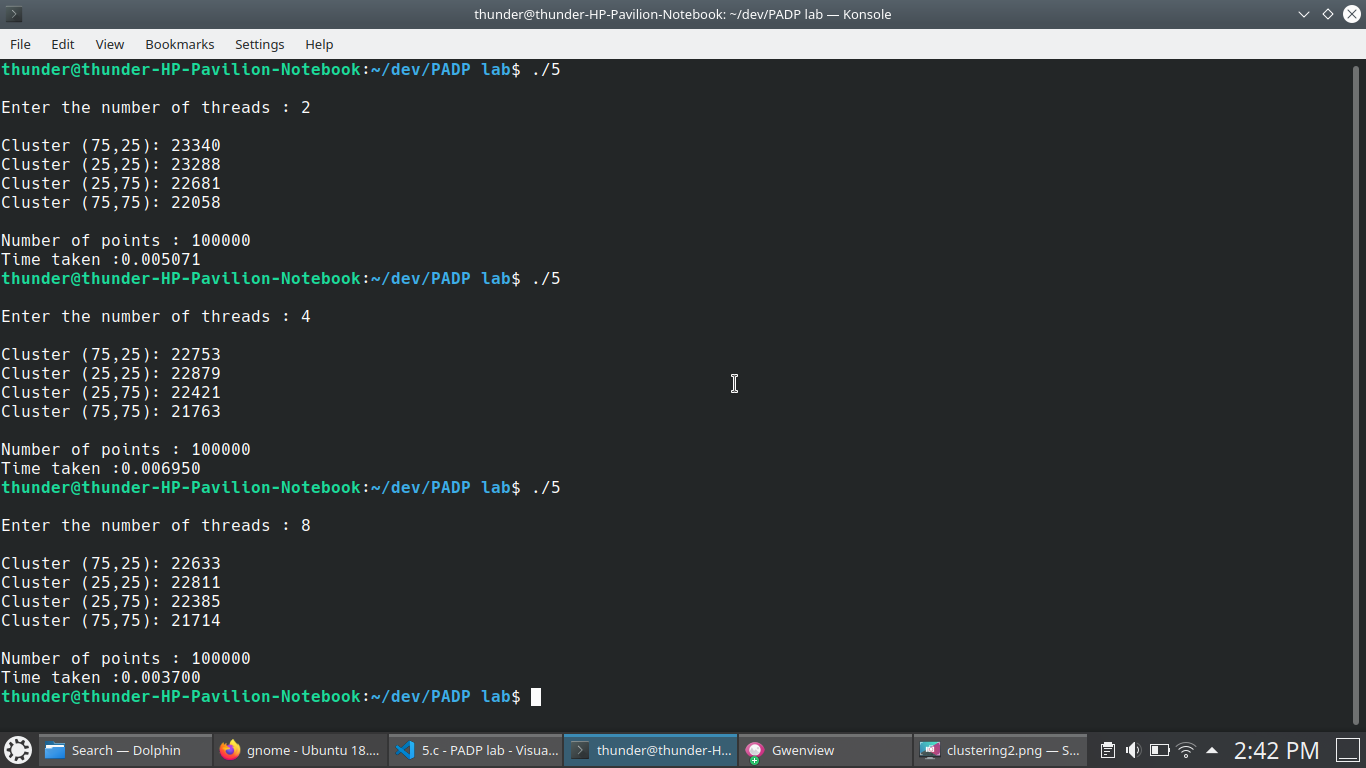 thunder@thunder-HP-Pavilion-Notebook: ~/dev/PADP lab — Konsole
File Edit View Bookmarks Settings Help
thunder@thunder-HP-Pavilion-Notebook:~/dev/PADP lab$ ./5
Enter the number of threads : 2
Cluster (75,25): 23340
Cluster (25,25): 23288
Cluster (25,75): 22681
Cluster (75,75): 22058
Number of points : 100000
Time taken :0.005071
thunder@thunder-HP-Pavilion-Notebook:~/dev/PADP lab$ ./5
Enter the number of threads : 4
Cluster (75,25): 22753
Cluster (25,25): 22879
Cluster (25,75): 22421
Cluster (75,75): 21763
Number of points : 100000
Time taken :0.006950
thunder@thunder-HP-Pavilion-Notebook:~/dev/PADP lab$ ./5
Enter the number of threads : 8
Cluster (75,25): 22633
Cluster (25,25): 22811
Cluster (25,75): 22385
Cluster (75,75): 21714
Number of points : 100000
Time taken :0.003700
thunder@thunder-HP-Pavilion-Notebook:~/dev/PADP lab$
Search — Dolphin gnome - Ubuntu 18.... 5.c - PADP lab - Visua... thunder@thunder-H... Gwenview clustering2.png — S... 2:42 PM